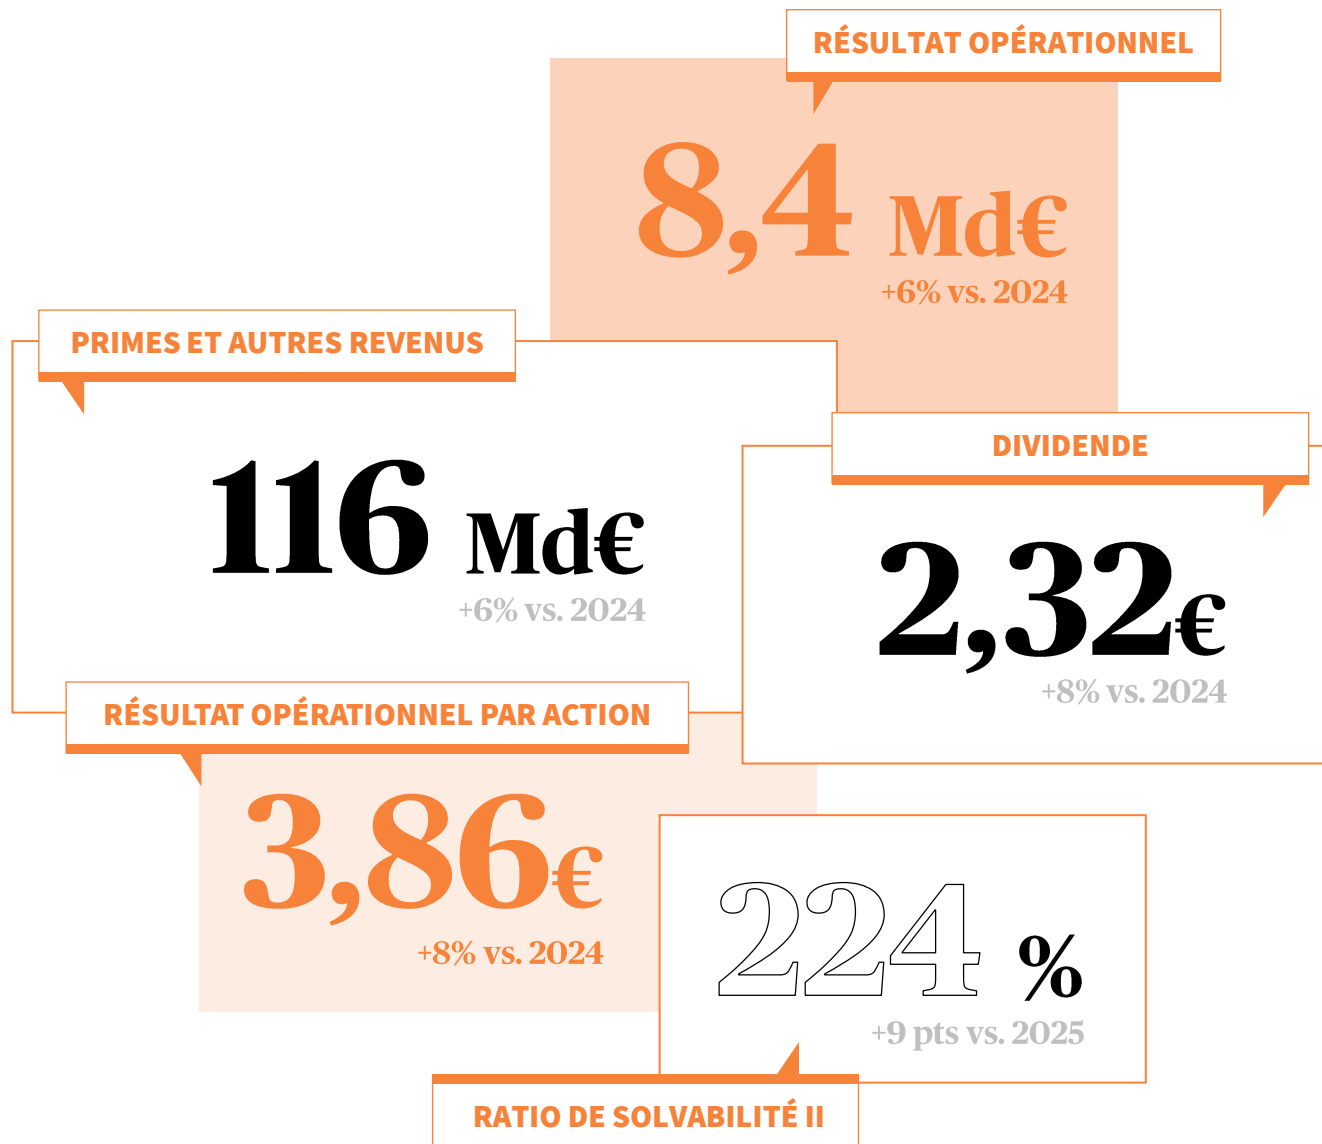 RÉSULTAT OPÉRATIONNEL
8,4 Md€
+6% vs. 2024
PRIMES ET AUTRES REVENUS
116 Md€
+6% vs. 2024
DIVIDENDE
2,32€
+8% vs. 2024
RÉSULTAT OPÉRATIONNEL PAR ACTION
3,86€
+8% vs. 2024
224 %
+9 pts vs. 2025
RATIO DE SOLVABILITÉ II